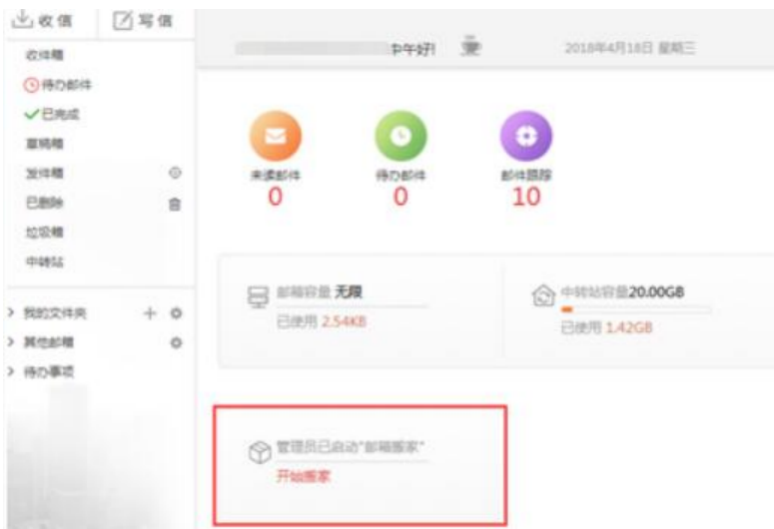 收信 写信
收件箱
待办邮件
已完成
草稿箱
发件箱
已删除
垃圾箱
中转站
我的文件夹
其他邮箱
待办事项
中午好! 2018年4月18日 星期三
未读邮件 待办邮件 邮件跟踪
0 0 10
邮箱容量 无限
已使用 2.54KB
中转站容量20.00GB
已使用 1.42GB
管理员已启动"邮箱搬家"
开始搬家